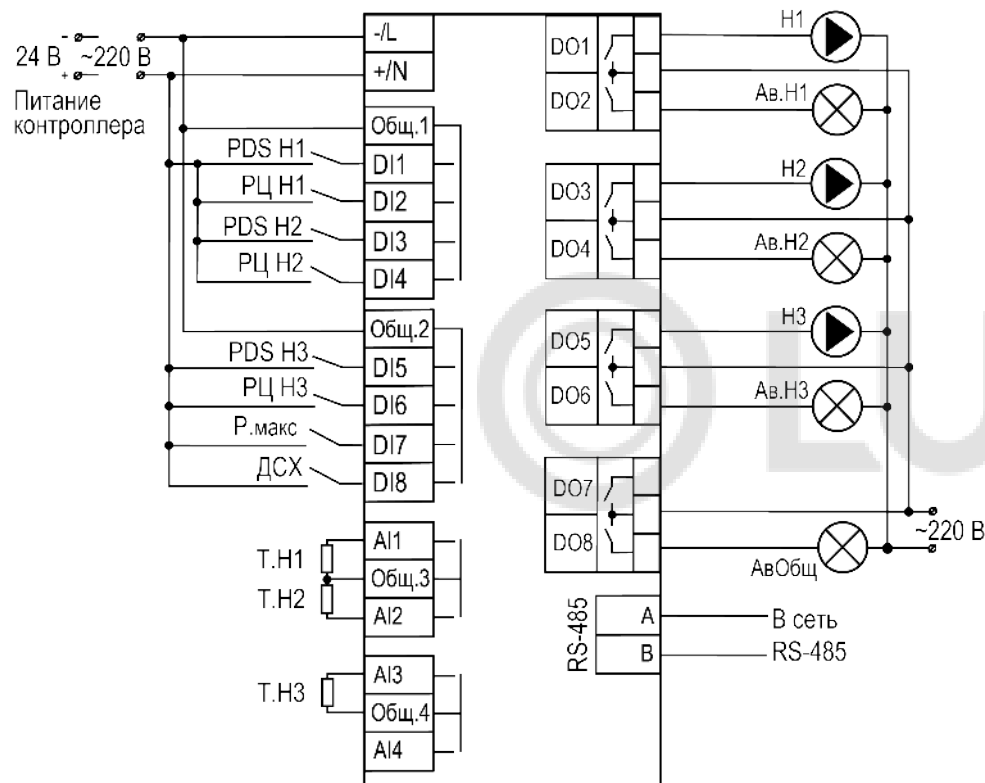 24 В ~220 В
Питание
контроллера
-/L
+/N
Общ.1
PDS Н1
DI1
РЦ Н1
DI2
PDS Н2
DI3
РЦ Н2
DI4
Общ.2
PDS Н3
DI5
РЦ Н3
DI6
Р.макс
DI7
ДСХ
DI8
Т.Н1
AI1
Общ.3
Т.Н2
AI2
Т.Н3
AI3
Общ.4
AI4
DO1
Н1
DO2
Ав.Н1
DO3
Н2
DO4
Ав.Н2
DO5
Н3
DO6
Ав.Н3
DO7
DO8
АвОбщ
~220 В
RS-485
A
B
В сеть
RS-485
© LU